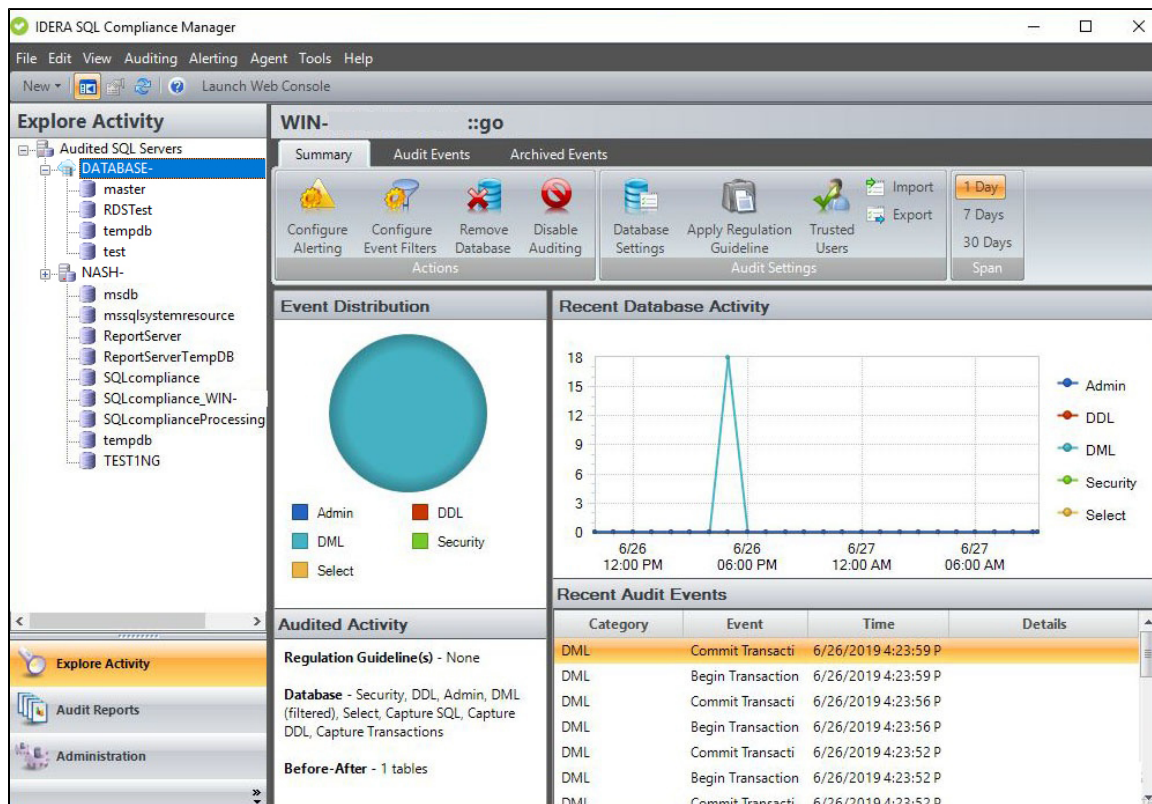 IDERA SQL Compliance Manager
File Edit View Auditing Alerting Agent Tools Help
New Launch Web Console
Explore Activity
Audited SQL Servers
DATABASE-
master
RDSTest
tempdb
test
NASH-
msdb
mssqlsystemresource
ReportServer
ReportServerTempDB
SQLcompliance
SQLcompliance_WIN-
SQLcomplianceProcessing
tempdb
TEST1NG
Explore Activity
Audit Reports
Administration
WIN- ::go
Summary Audit Events Archived Events
Configure Alerting
Configure Event Filters
Remove Database
Disable Auditing
Actions
Database Settings
Apply Regulation Guideline
Trusted Users
Import
Export
Audit Settings
1 Day
7 Days
30 Days
Span
Event Distribution
Admin DDL
DML Security
Select
Recent Database Activity
18
15
12
9
6
3
0
6/26 12:00 PM
6/26 06:00 PM
6/27 12:00 AM
6/27 06:00 AM
Admin
DDL
DML
Security
Select
Audited Activity
Regulation Guideline(s) - None
Database - Security, DDL, Admin, DML
(filtered), Select, Capture SQL, Capture
DDL, Capture Transactions
Before-After - 1 tables
Recent Audit Events
Category Event Time Details
DML Commit Transacti 6/26/2019 4:23:59 P
DML Begin Transaction 6/26/2019 4:23:59 P
DML Commit Transacti 6/26/2019 4:23:56 P
DML Begin Transaction 6/26/2019 4:23:56 P
DML Commit Transacti 6/26/2019 4:23:52 P
DML Begin Transaction 6/26/2019 4:23:52 P
DML Commit Transacti 6/26/2019 4:23:52 P